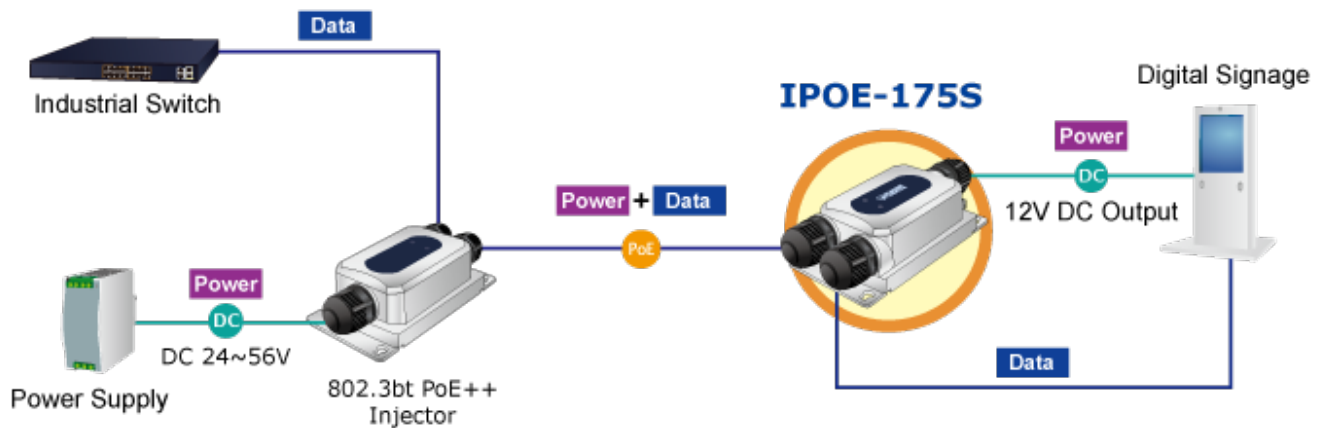 Data
Industrial Switch
IPOE-175S
Digital Signage
Power
DC
12V DC Output
Power + Data
PoE
Power
DC
DC 24~56V
Power Supply
802.3bt PoE++
Injector
Data